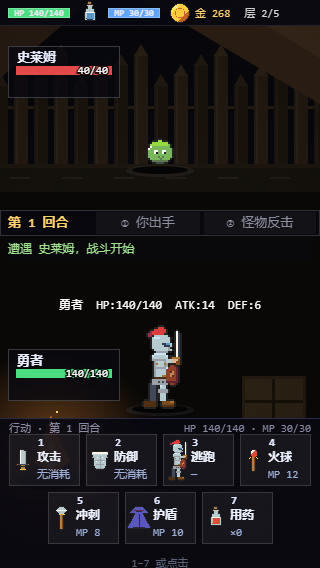 HP 140/140 MP 30/30 金 268 层 2/5
史莱姆
40/40
第 1 回合 ① 你出手 ② 怪物反击
遭遇 史莱姆，战斗开始
勇者 HP:140/140 ATK:14 DEF:6
勇者
140/140
行动 · 第 1 回合 HP 140/140 · MP 30/30
1 2 3 4
攻击 防御 逃跑 火球
无消耗 无消耗 — MP 12
5 6 7
冲刺 护盾 用药
MP 8 MP 10 ×0
1-7 或点击